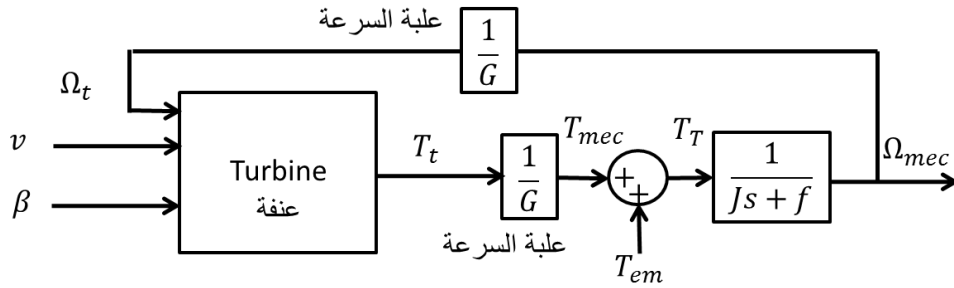 علبة السرعة
1
G
Ω_t
v
β
Turbine
عنفة
T_t
1
G
علبة السرعة
T_mec
+
+
T_em
T_T
1
Js + f
Ω_mec